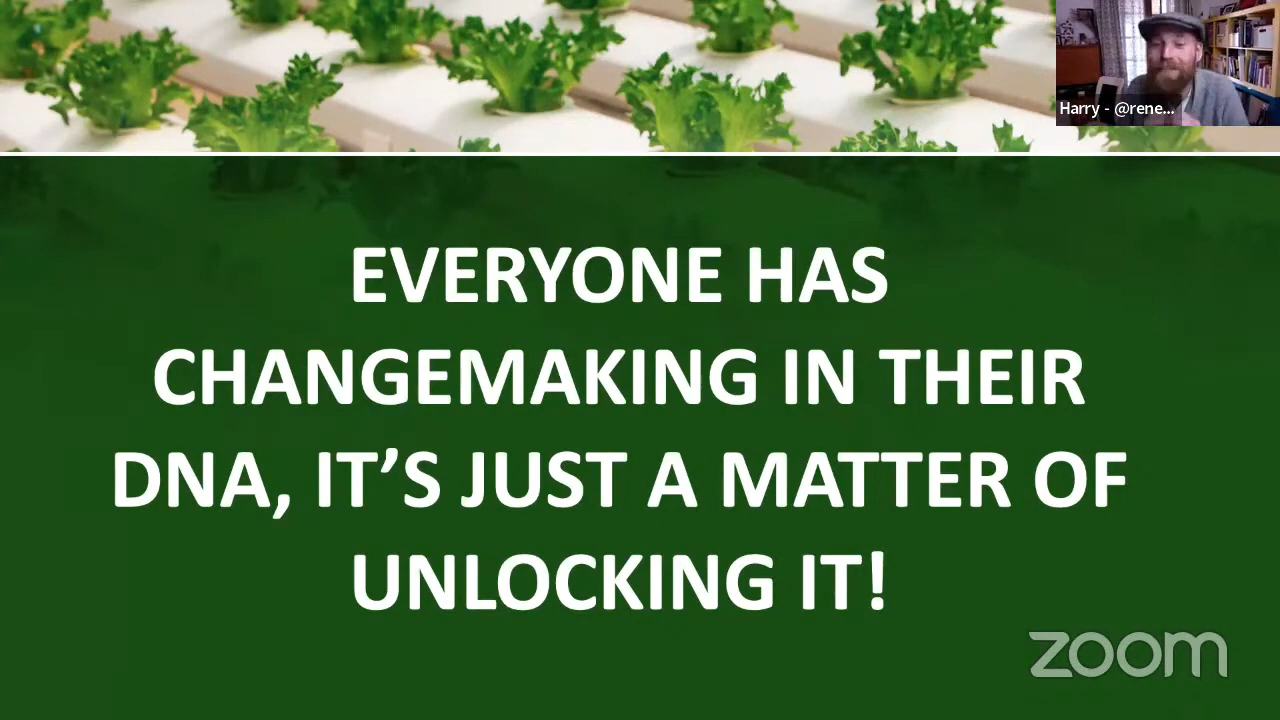 Harry - @rene...
EVERYONE HAS
CHANGEMAKING IN THEIR
DNA, IT’S JUST A MATTER OF
UNLOCKING IT!
zoom